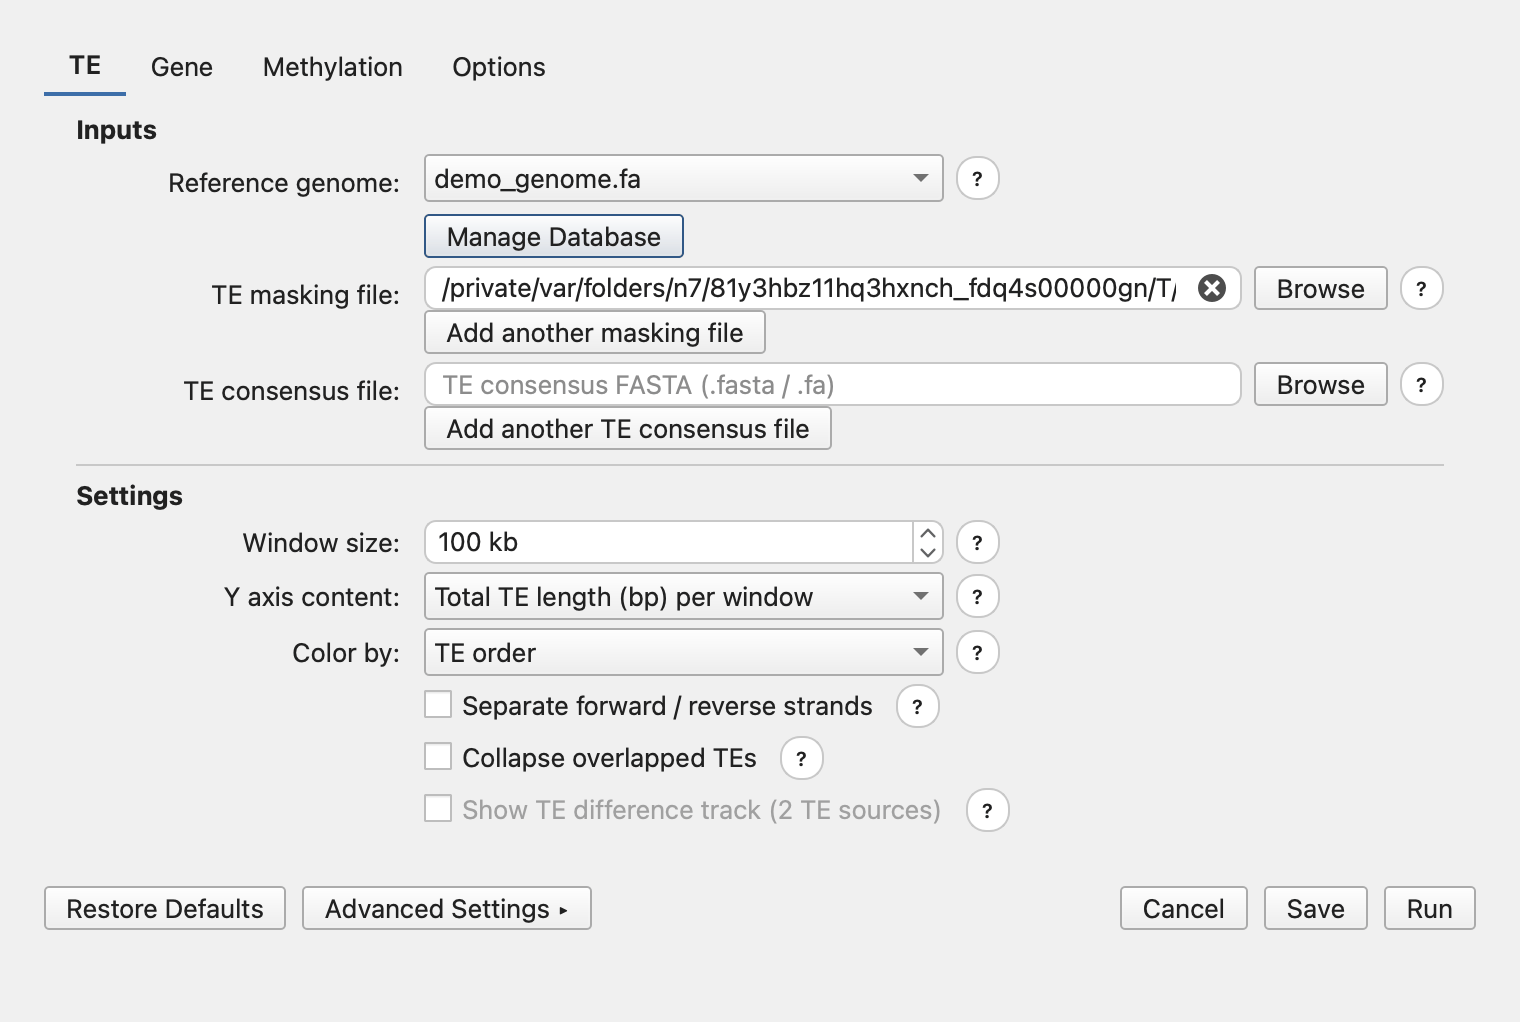 TE Gene Methylation Options
Inputs
Reference genome: demo_genome.fa ?
Manage Database
TE masking file: /private/var/folders/n7/81y3hbz11hq3hxnch_fdq4s00000gn/T/ Browse ?
Add another masking file
TE consensus file: TE consensus FASTA (.fasta / .fa) Browse ?
Add another TE consensus file
Settings
Window size: 100 kb ?
Y axis content: Total TE length (bp) per window ?
Color by: TE order ?
Separate forward / reverse strands ?
Collapse overlapped TEs ?
Show TE difference track (2 TE sources) ?
Restore Defaults Advanced Settings ▸ Cancel Save Run